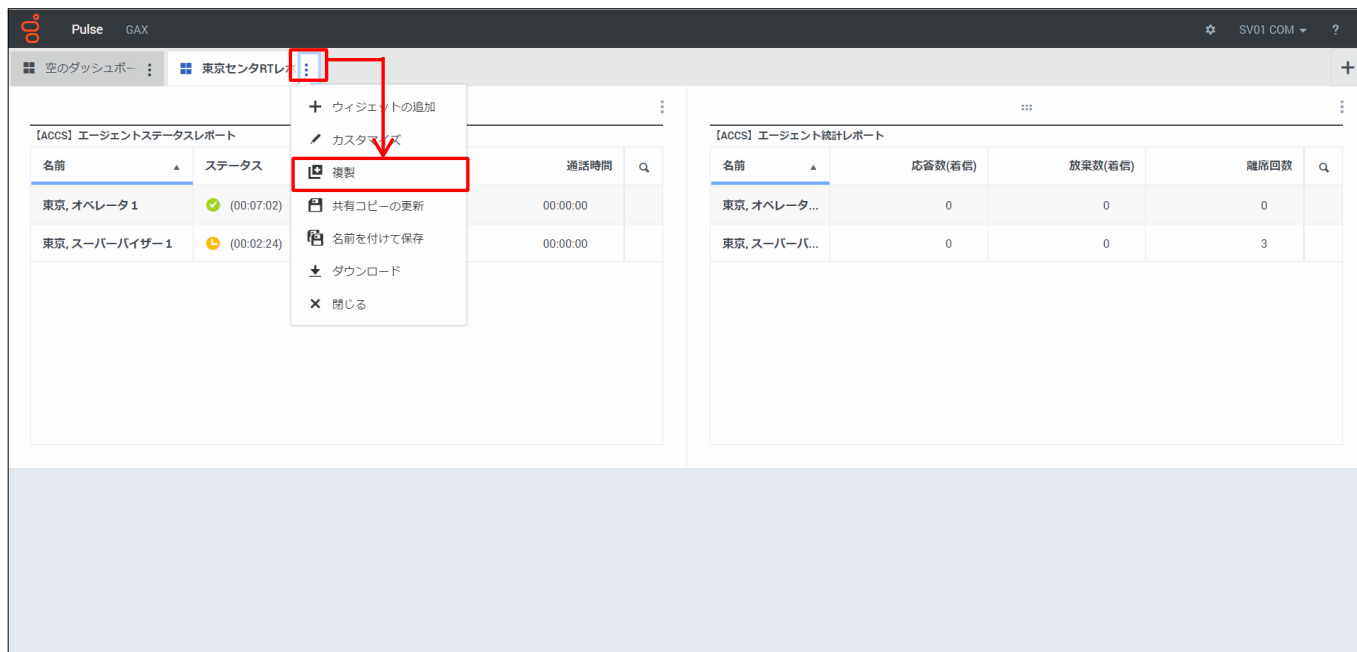 Pulse GAX SV01 COM ?
空のダッシュボー 東京センタRTレポ
ウィジェットの追加
カスタマイズ
複製
共有コピーの更新
名前を付けて保存
ダウンロード
閉じる
【ACCS】エージェントステータスレポート
名前 ステータス 通話時間
東京, オペレータ 1 (00:07:02) 00:00:00
東京, スーパーバイザー 1 (00:02:24) 00:00:00
【ACCS】エージェント統計レポート
名前 応答数(着信) 放棄数(着信) 離席回数
東京, オペレータ... 0 0 0
東京, スーパーバ... 0 0 3